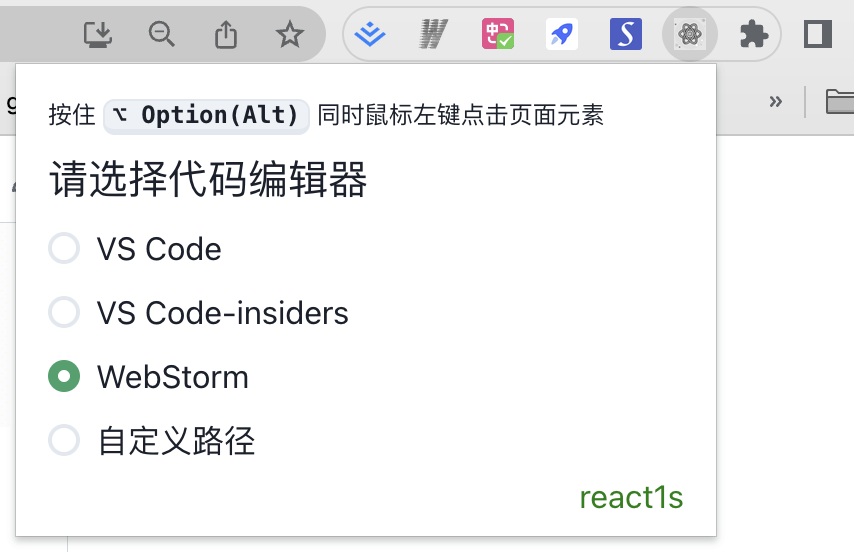 按住 ⌥ Option(Alt) 同时鼠标左键点击页面元素
请选择代码编辑器
VS Code
VS Code-insiders
WebStorm
自定义路径
react1s